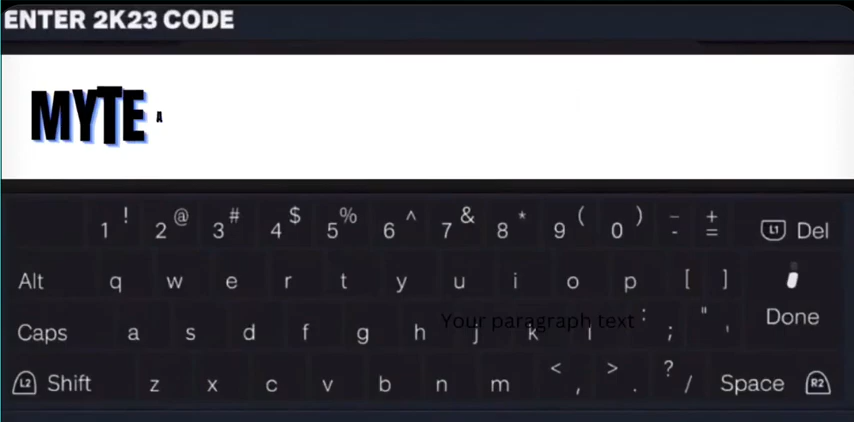 ENTER 2K23 CODE
MYTE A
1 ! 2 @ 3 # 4 $ 5 % 6 ^ 7 & 8 * 9 ( 0 ) - _ = + L1 Del
Alt q w e r t y u i o p [ ]
Caps a s d f g h j k l ; : ' " Done
Your paragraph text
L2 Shift z x c v b n m , < . > / ? Space R2